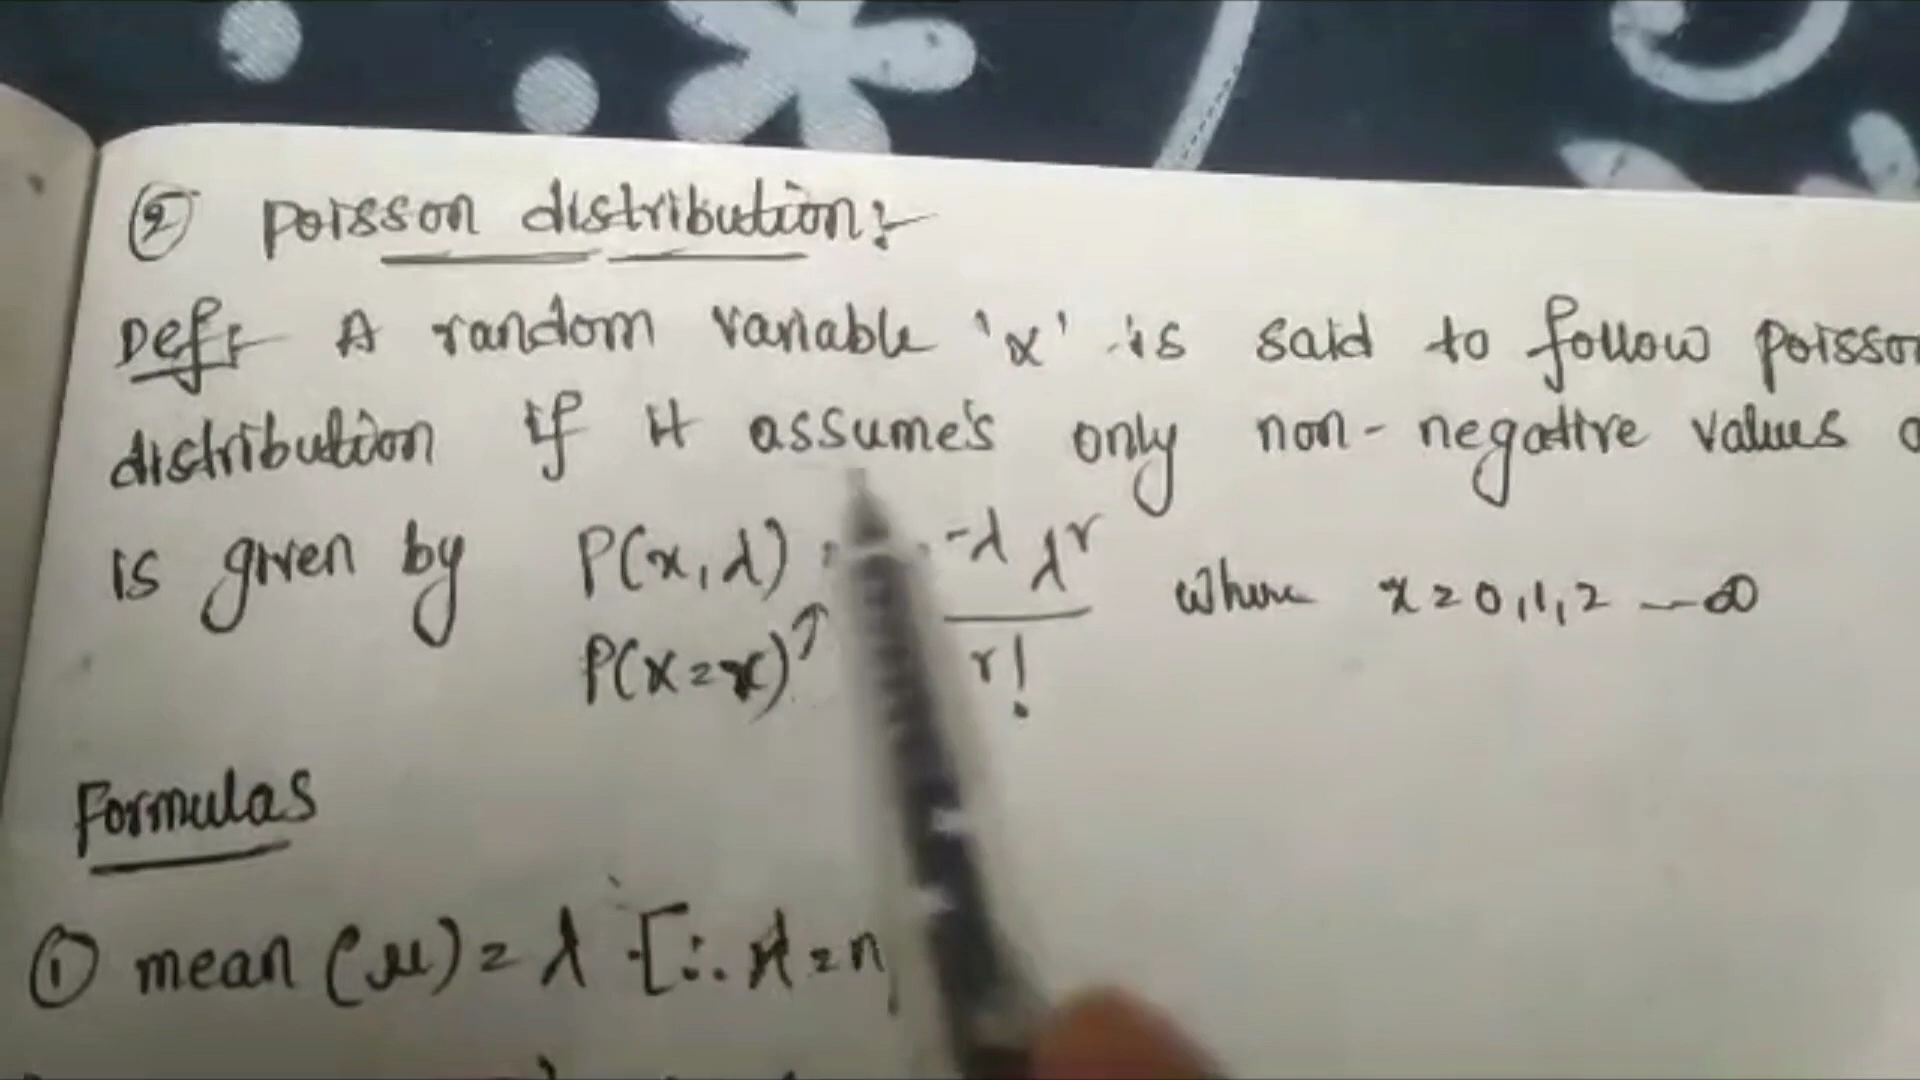 ② Poisson distribution:-
Def:- A random variable 'x' is said to follow poisson
distribution if it assume's only non-negative values
is given by P(x,λ) = e^-λ λ^r / r! where x=0,1,2 --∞
P(X=x)↑
Formulas
① mean (μ) = λ [∴ λ=n